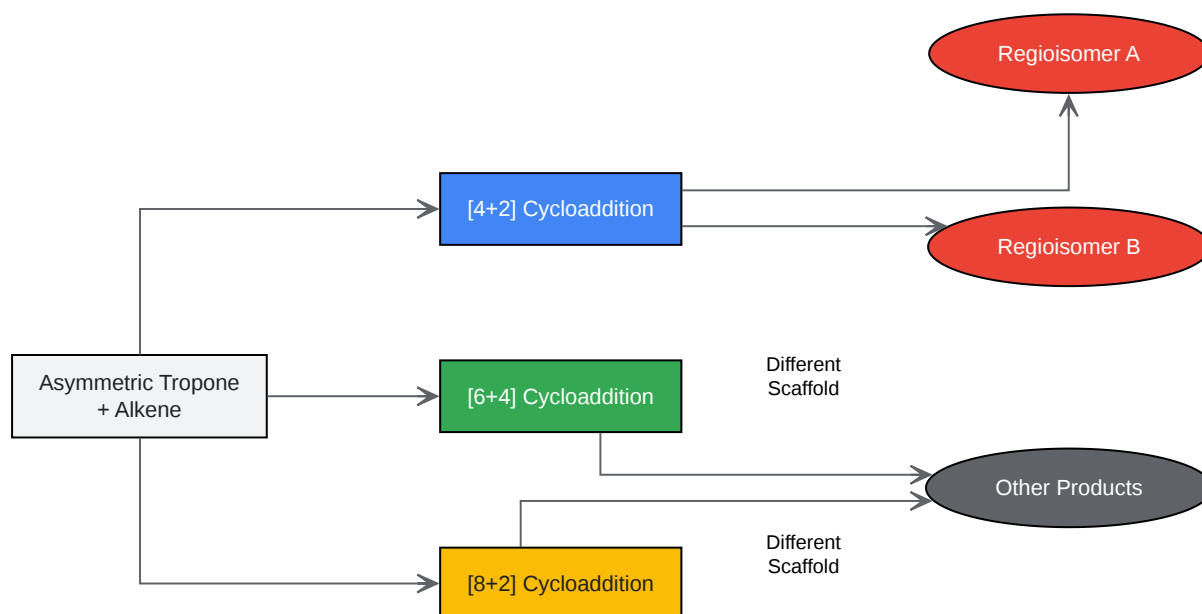 Regioisomer A
[4+2] Cycloaddition
Regioisomer B
Asymmetric Tropone
+ Alkene
[6+4] Cycloaddition
Different
Scaffold
Other Products
Different
Scaffold
[8+2] Cycloaddition